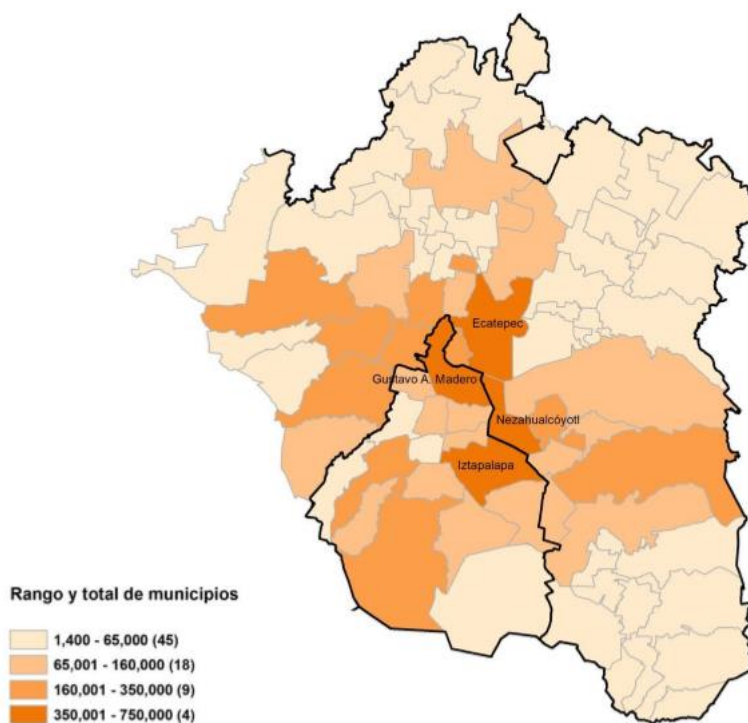 Ecatepec
Gustavo A. Madero
Nezahualcóyotl
Iztapalapa
Rango y total de municipios
1,400 - 65,000 (45)
65,001 - 160,000 (18)
160,001 - 350,000 (9)
350,001 - 750,000 (4)